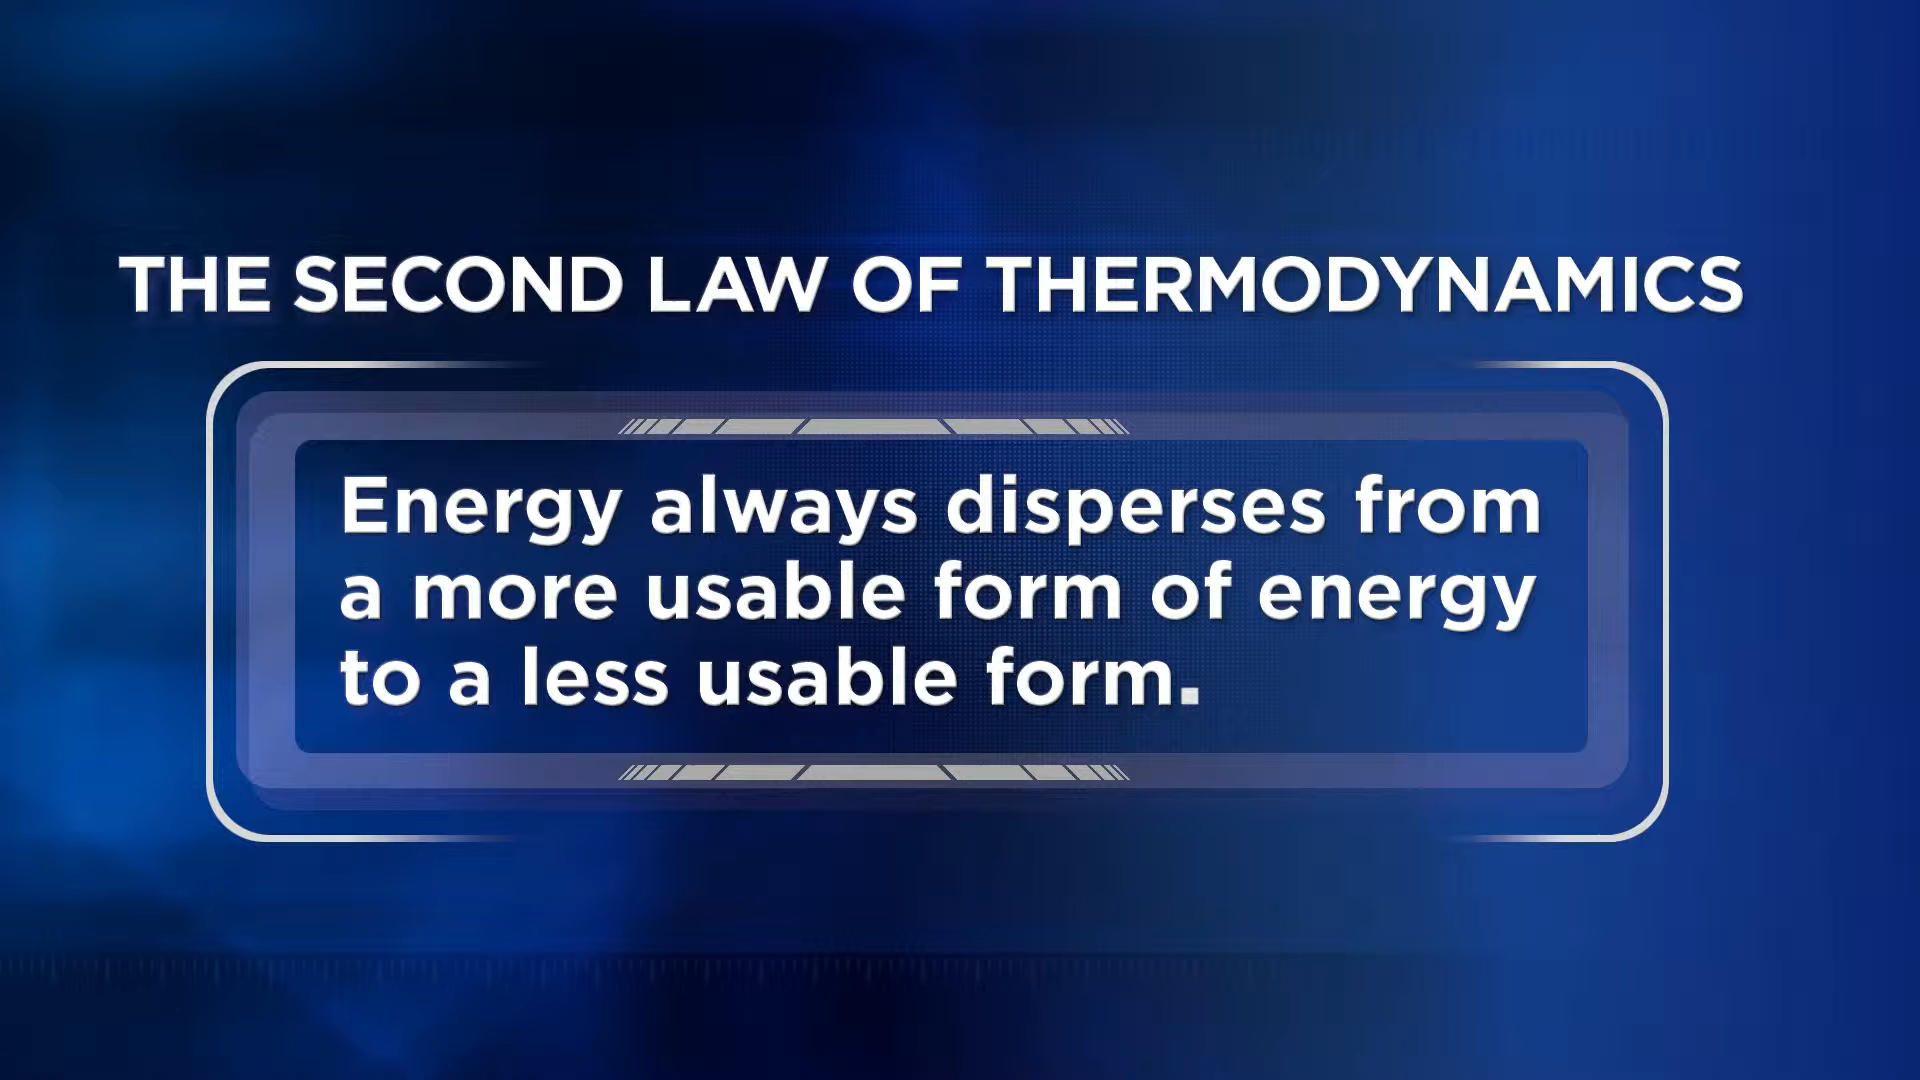 THE SECOND LAW OF THERMODYNAMICS
Energy always disperses from
a more usable form of energy
to a less usable form.